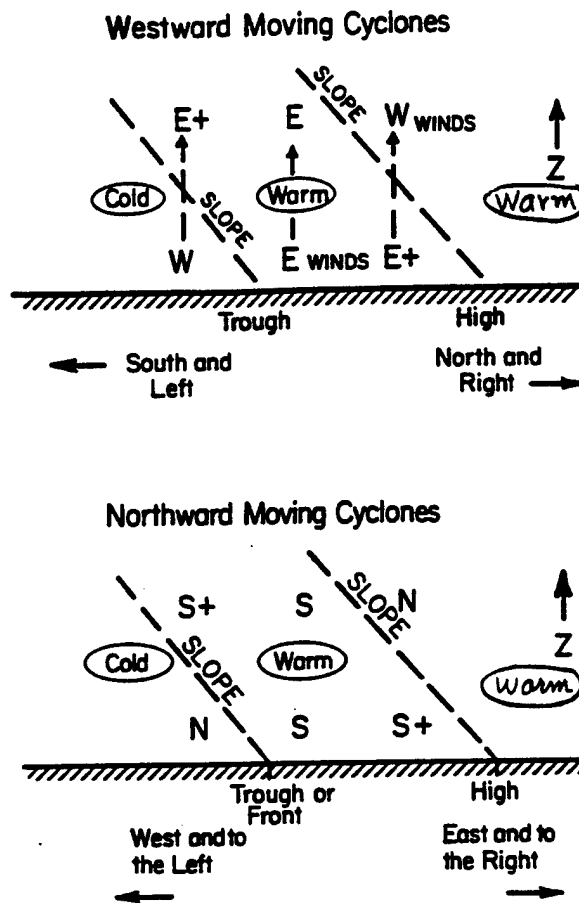 Westward Moving Cyclones
SLOPE
E+ E W WINDS
Z
Cold SLOPE Warm Warm
W E WINDS E+
Trough High
South and Left
North and Right
Northward Moving Cyclones
SLOPE
S+ S N
Z
Cold SLOPE Warm Warm
N S S+
Trough or Front
High
West and to the Left
East and to the Right